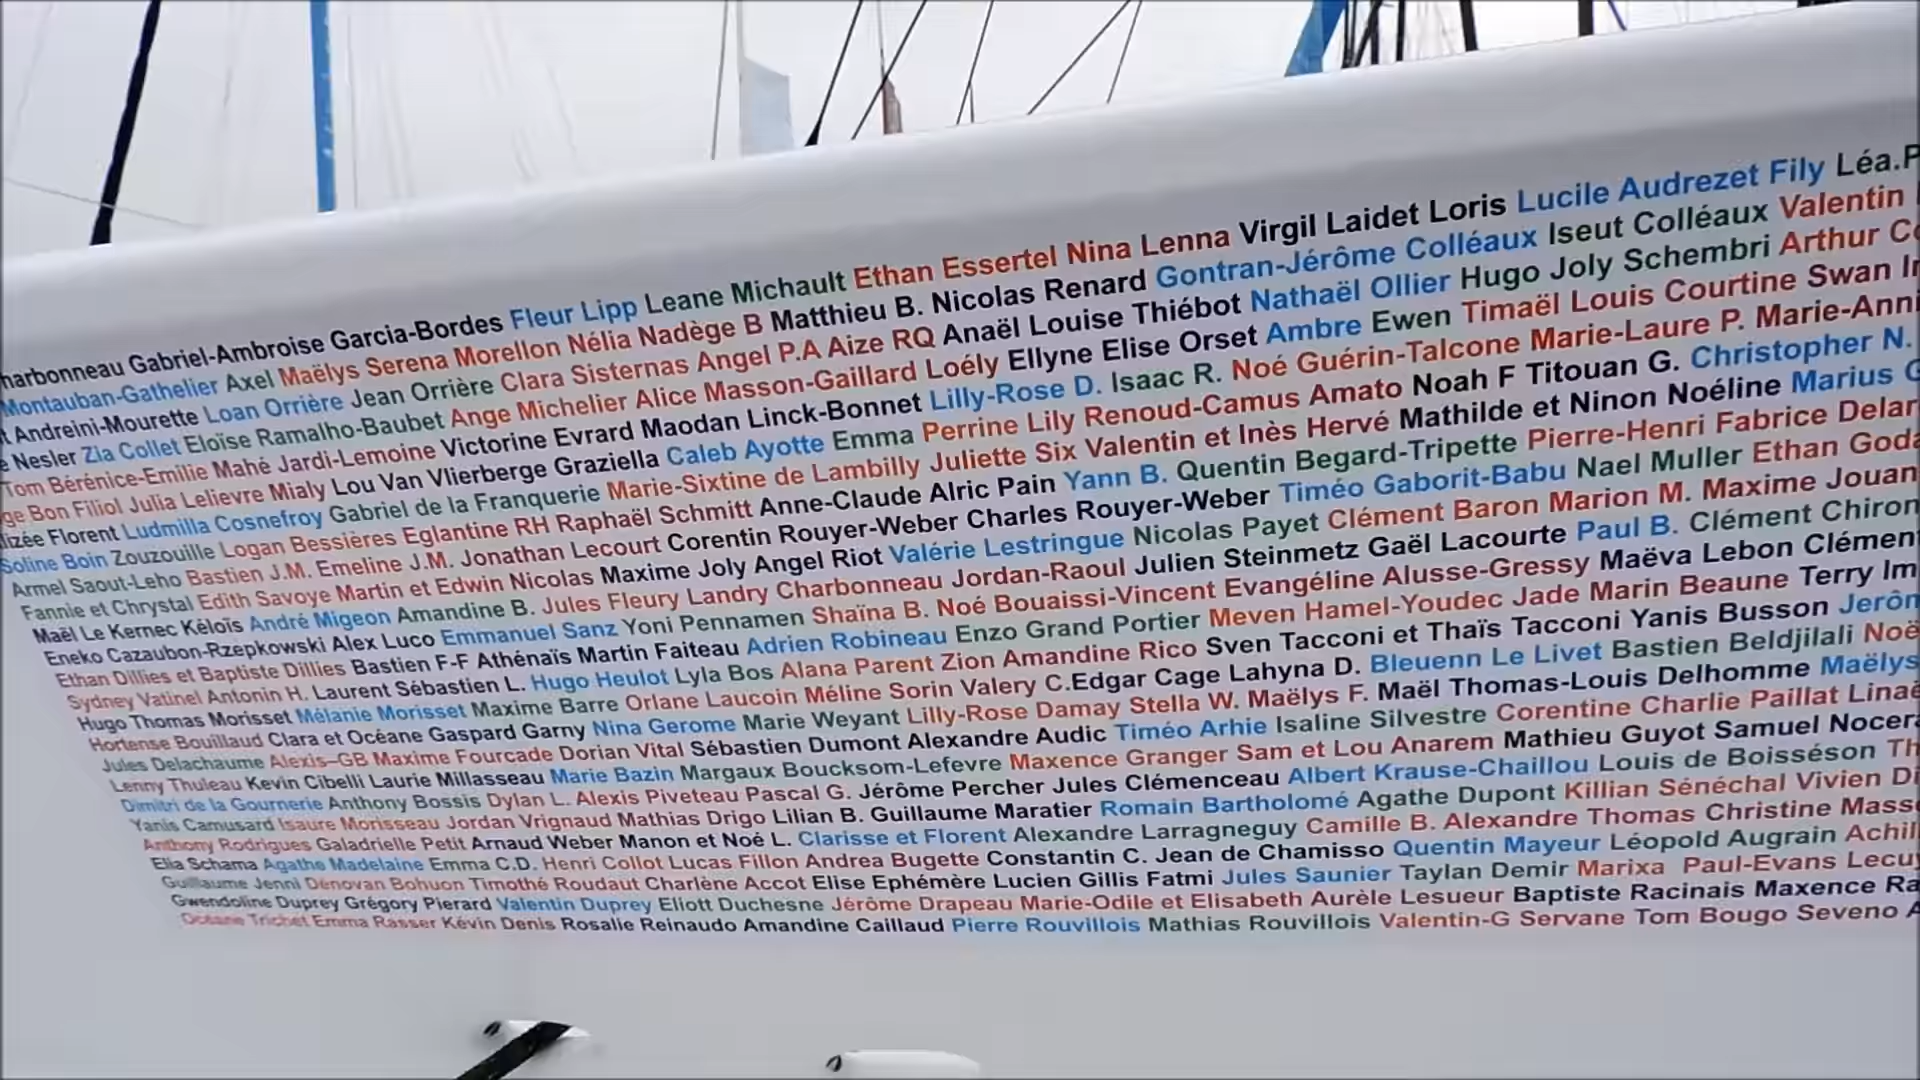 harbonneau Gabriel-Ambroise Garcia-Bordes Fleur Lipp Leane Michault Ethan Essertel Nina Lenna Virgil Laidet Loris Lucile Audrezet Fily Léa.P
Montauban-Gathelier Axel Maëlys Serena Morellon Nélia Nadège B Matthieu B. Nicolas Renard Gontran-Jérôme Colléaux Iseut Colléaux Valentin
t Andreini-Mourette Loan Orrière Jean Orrière Clara Sisternas Angel P.A Aize RQ Anaël Louise Thiébot Nathaël Ollier Hugo Joly Schembri Arthur
e Nesler Zia Collet Eloïse Ramalho-Baubet Ange Michelier Alice Masson-Gaillard Loély Ellyne Elise Orset Ambre Ewen Timaël Louis Courtine Swan
Tom Bérénice-Emilie Mahé Jardi-Lemoine Victorine Evrard Maodan Linck-Bonnet Lilly-Rose D. Isaac R. Noé Guérin-Talcone Marie-Laure P. Marie-Ann
ge Bon Filiol Julia Lelievre Mialy Lou Van Vlierberge Graziella Caleb Ayotte Emma Perrine Lily Renoud-Camus Amato Noah F Titouan G. Christopher N.
lizée Florent Ludmilla Cosnefroy Gabriel de la Franquerie Marie-Sixtine de Lambilly Juliette Six Valentin et Inès Hervé Mathilde et Ninon Noéline Marius
Soline Boin Zouzouille Logan Bessières Eglantine RH Raphaël Schmitt Anne-Claude Alric Pain Yann B. Quentin Begard-Tripette Pierre-Henri Fabrice Delar
Armel Saout-Leho Bastien J.M. Emeline J.M. Jonathan Lecourt Corentin Rouyer-Weber Charles Rouyer-Weber Timéo Gaborit-Babu Nael Muller Ethan Goda
Fannie et Chrystal Edith Savoye Martin et Edwin Nicolas Maxime Joly Angel Riot Valérie Lestringue Nicolas Payet Clément Baron Marion M. Maxime Jouan
Maël Le Kernec Kéloïs André Migeon Amandine B. Jules Fleury Landry Charbonneau Jordan-Raoul Julien Steinmetz Gaël Lacourte Paul B. Clément Chiron
Eneko Cazaubon-Rzepkowski Alex Luco Emmanuel Sanz Yoni Pennamen Shaïna B. Noé Bouaissi-Vincent Evangéline Alusse-Gressy Maëva Lebon Clémen
Ethan Dillies et Baptiste Dillies Bastien F-F Athénaïs Martin Faiteau Adrien Robineau Enzo Grand Portier Meven Hamel-Youdec Jade Marin Beaune Terry Im
Sydney Vatinel Antonin H. Laurent Sébastien L. Hugo Heulot Lyla Bos Alana Parent Zion Amandine Rico Sven Tacconi et Thaïs Tacconi Yanis Busson Jerôm
Hugo Thomas Morisset Mélanie Morisset Maxime Barre Orlane Laucoin Méline Sorin Valery C.Edgar Cage Lahyna D. Bleuenn Le Livet Bastien Beldjilali Noë
Hortense Bouillaud Clara et Océane Gaspard Garny Nina Gerome Marie Weyant Lilly-Rose Damay Stella W. Maëlys F. Maël Thomas-Louis Delhomme Maëlys
Jules Delachaume Alexis-GB Maxime Fourcade Dorian Vital Sébastien Dumont Alexandre Audic Timéo Arhie Isaline Silvestre Corentine Charlie Paillat Linaë
Lenny Thuleau Kevin Cibelli Laurie Millasseau Marie Bazin Margaux Boucksom-Lefevre Maxence Granger Sam et Lou Anarem Mathieu Guyot Samuel Nocera
Dimitri de la Gournerie Anthony Bossis Dylan L. Alexis Piveteau Pascal G. Jérôme Percher Jules Clémenceau Albert Krause-Chaillou Louis de Boisséson Th
Yanis Camusard Isaure Morisseau Jordan Vrignaud Mathias Drigo Lilian B. Guillaume Maratier Romain Bartholomé Agathe Dupont Killian Sénéchal Vivien Di
Anthony Rodrigues Galadrielle Petit Arnaud Weber Manon et Noé L. Clarisse et Florent Alexandre Larragneguy Camille B. Alexandre Thomas Christine Mass
Elia Schama Agathe Madelaine Emma C.D. Henri Collot Lucas Fillon Andrea Bugette Constantin C. Jean de Chamisso Quentin Mayeur Léopold Augrain Achil
Guillaume Jenni Dénovan Bohuon Timothé Roudaut Charlène Accot Elise Ephémère Lucien Gillis Fatmi Jules Saunier Taylan Demir Marixa Paul-Evans Lecuy
Gwendoline Duprey Grégory Pierard Valentin Duprey Eliott Duchesne Jérôme Drapeau Marie-Odile et Elisabeth Aurèle Lesueur Baptiste Racinais Maxence Ra
Océane Trichet Emma Rasser Kévin Denis Rosalie Reinaudo Amandine Caillaud Pierre Rouvillois Mathias Rouvillois Valentin-G Servane Tom Bougo Seveno